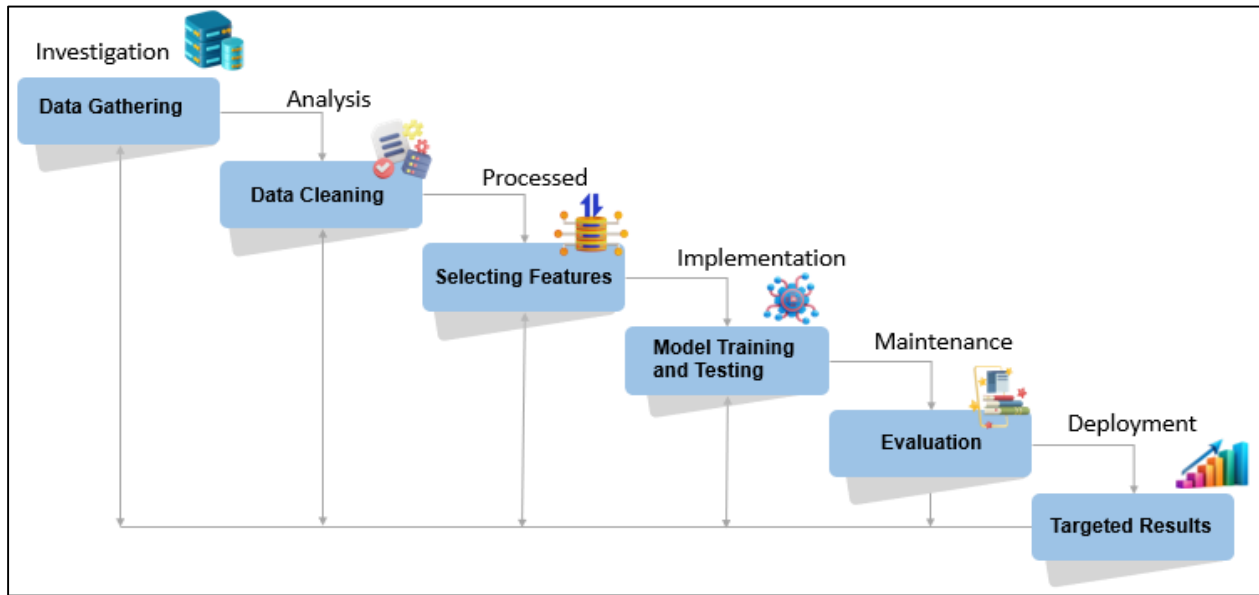 Investigation
Data Gathering
Analysis
Data Cleaning
Processed
Selecting Features
Implementation
Model Training
and Testing
Maintenance
Evaluation
Deployment
Targeted Results